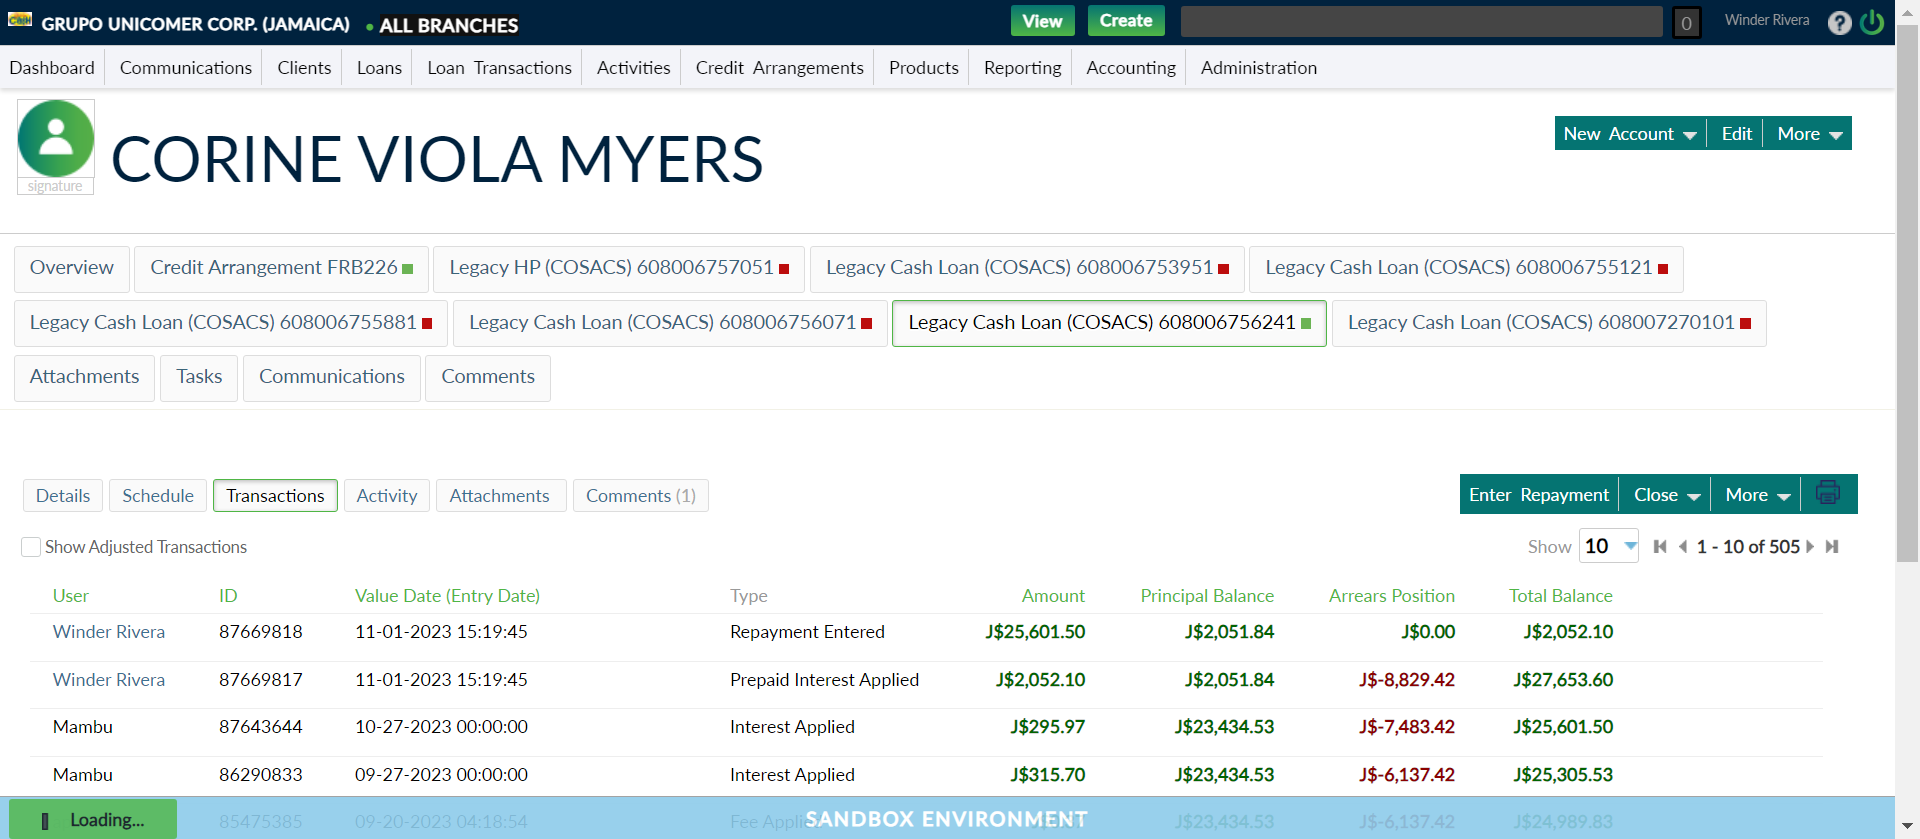 Cash GRUPO UNICOMER CORP. (JAMAICA) • ALL BRANCHES View Create 0 Winder Rivera ?
Dashboard Communications Clients Loans Loan Transactions Activities Credit Arrangements Products Reporting Accounting Administration
signature
CORINE VIOLA MYERS
New Account Edit More
Overview Credit Arrangement FRB226 Legacy HP (COSACS) 608006757051 Legacy Cash Loan (COSACS) 608006753951 Legacy Cash Loan (COSACS) 608006755121
Legacy Cash Loan (COSACS) 608006755881 Legacy Cash Loan (COSACS) 608006756071 Legacy Cash Loan (COSACS) 608006756241 Legacy Cash Loan (COSACS) 608007270101
Attachments Tasks Communications Comments
Details Schedule Transactions Activity Attachments Comments (1) Enter Repayment Close More
Show Adjusted Transactions Show 10 1 - 10 of 505
User ID Value Date (Entry Date) Type Amount Principal Balance Arrears Position Total Balance
Winder Rivera 87669818 11-01-2023 15:19:45 Repayment Entered J$25,601.50 J$2,051.84 J$0.00 J$2,052.10
Winder Rivera 87669817 11-01-2023 15:19:45 Prepaid Interest Applied J$2,052.10 J$2,051.84 J$-8,829.42 J$27,653.60
Mambu 87643644 10-27-2023 00:00:00 Interest Applied J$295.97 J$23,434.53 J$-7,483.42 J$25,601.50
Mambu 86290833 09-27-2023 00:00:00 Interest Applied J$315.70 J$23,434.53 J$-6,137.42 J$25,305.53
Loading... 85475385 09-20-2023 04:18:54 Fee Applied SANDBOX ENVIRONMENT J$23,434.53 J$-6,137.42 J$24,989.83